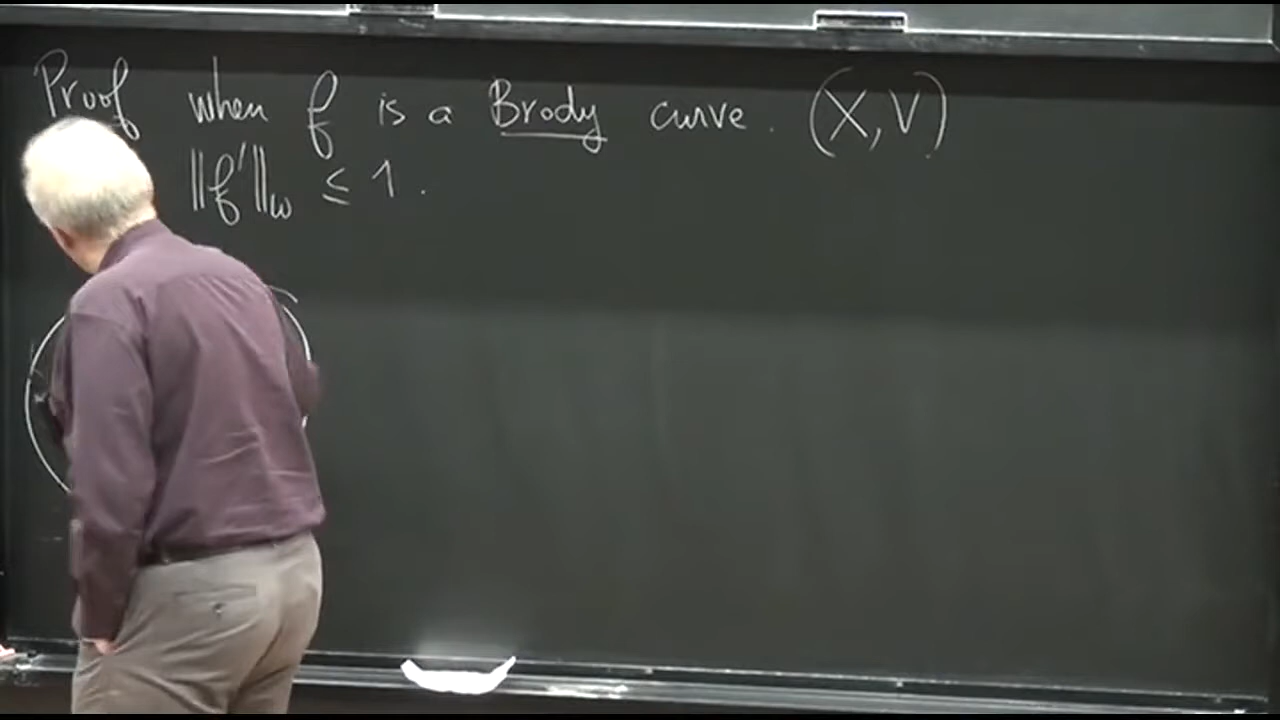 Proof when f is a Brody curve. (X,V)
‖f'‖ω ≤ 1.